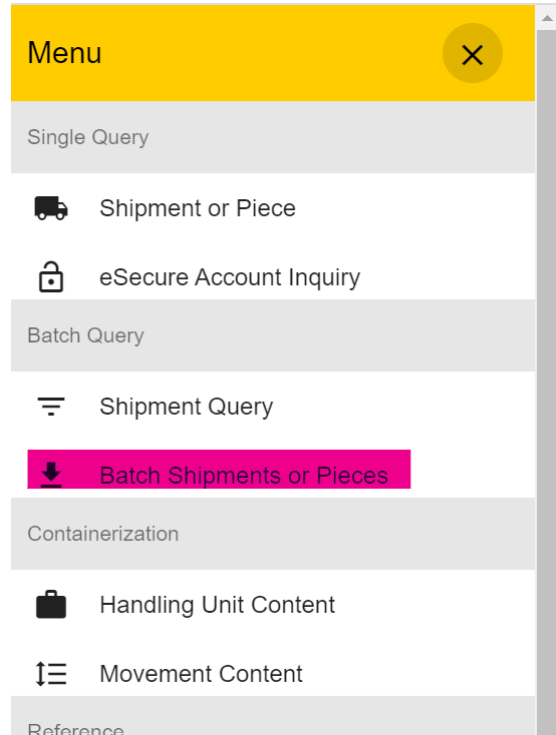 Menu
Single Query
Shipment or Piece
eSecure Account Inquiry
Batch Query
Shipment Query
Batch Shipments or Pieces
Containerization
Handling Unit Content
Movement Content
Reference